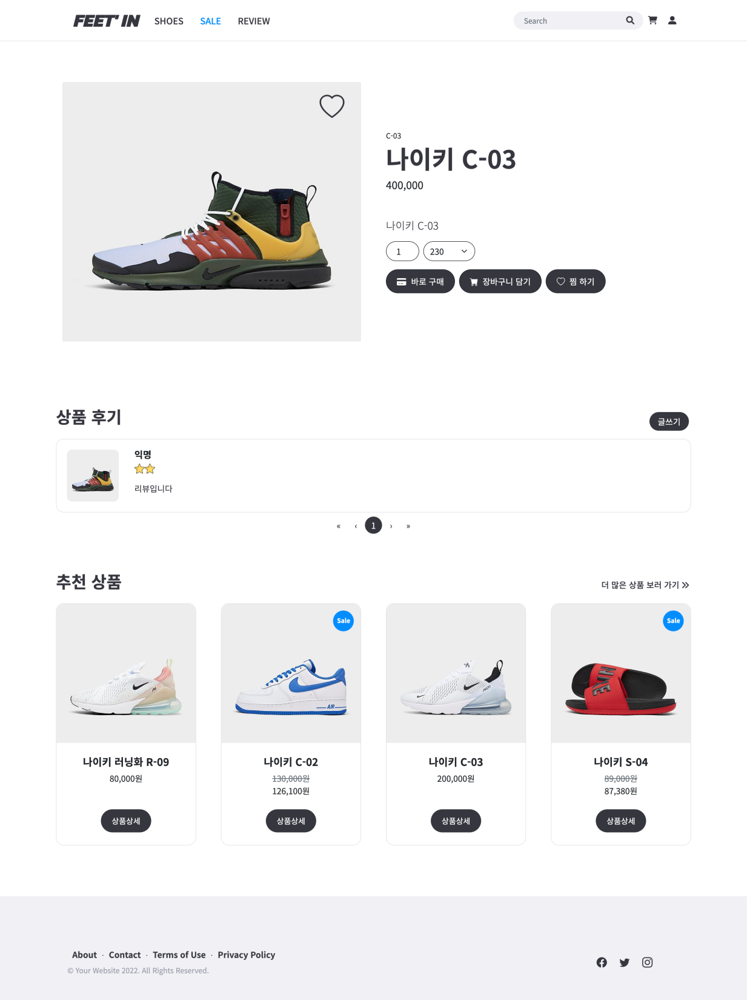 FEET' IN SHOES SALE REVIEW Search
C-03
나이키 C-03
400,000
나이키 C-03
1 230
바로 구매 장바구니 담기 찜 하기
상품 후기
글쓰기
익명
리뷰입니다
« ‹ 1 › »
추천 상품
더 많은 상품 보러 가기
Sale
Sale
AIR
NIKE
나이키 러닝화 R-09
80,000원
상품상세
나이키 C-02
130,000원
126,100원
상품상세
나이키 C-03
200,000원
상품상세
나이키 S-04
89,000원
87,380원
상품상세
About · Contact · Terms of Use · Privacy Policy
© Your Website 2022. All Rights Reserved.